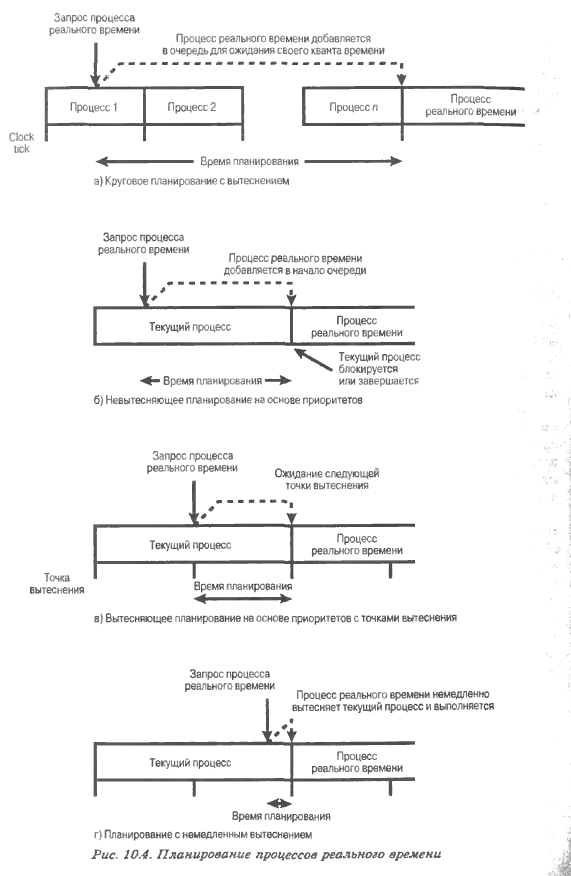 Запрос процесса
реального времени
Процесс реального времени добавляется
в очередь для ожидания своего кванта времени
Процесс 1
Процесс 2
Процесс n
Процесс
реального времени
Clock
tick
Время планирования
а) Круговое планирование с вытеснением
Запрос процесса
реального времени
Процесс реального времени
добавляется в начало очереди
Текущий процесс
Процесс
реального времени
Текущий процесс
блокируется
или завершается
Время планирования
б) Невытесняющее планирование на основе приоритетов
Запрос процесса
реального времени
Ожидание следующей
точки вытеснения
Текущий процесс
Процесс
реального времени
Точка
вытеснения
Время планирования
в) Вытесняющее планирование на основе приоритетов с точками вытеснения
Запрос процесса
реального времени
Процесс реального времени немедленно
вытесняет текущий процесс и выполняется
Текущий процесс
Процесс
реального времени
Время планирования
г) Планирование с немедленным вытеснением
Рис. 10.4. Планирование процессов реального времени